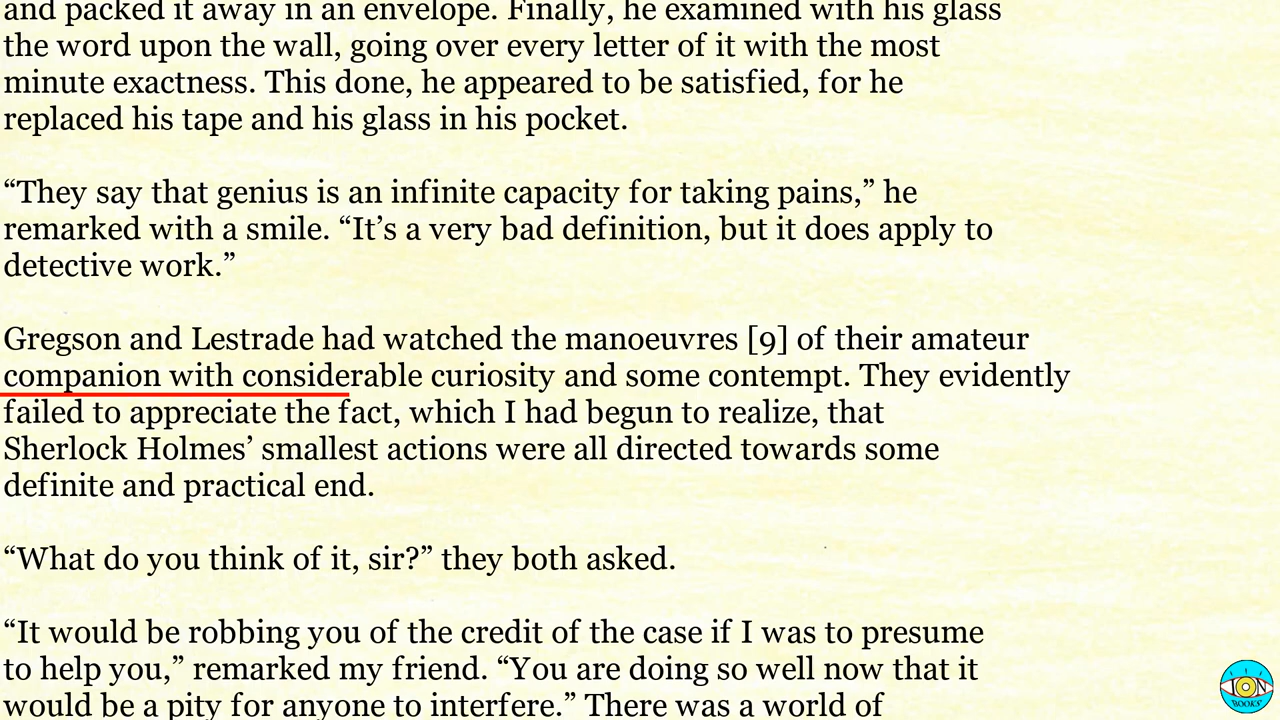 and packed it away in an envelope. Finally, he examined with his glass
the word upon the wall, going over every letter of it with the most
minute exactness. This done, he appeared to be satisfied, for he
replaced his tape and his glass in his pocket.
“They say that genius is an infinite capacity for taking pains,” he
remarked with a smile. “It’s a very bad definition, but it does apply to
detective work.”
Gregson and Lestrade had watched the manoeuvres [9] of their amateur
companion with considerable curiosity and some contempt. They evidently
failed to appreciate the fact, which I had begun to realize, that
Sherlock Holmes’ smallest actions were all directed towards some
definite and practical end.
“What do you think of it, sir?” they both asked.
“It would be robbing you of the credit of the case if I was to presume
to help you,” remarked my friend. “You are doing so well now that it
would be a pity for anyone to interfere.” There was a world of
ION
BOOKS